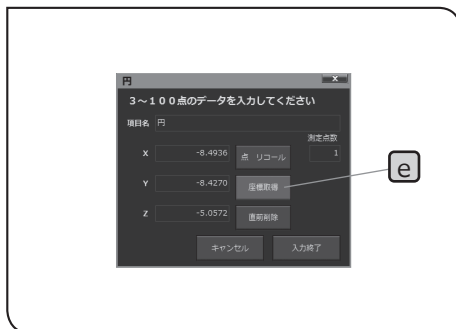 円
x
3～100点のデータを入力してください
項目名 円
測定点数
X -8.4936 点 リコール 1
Y -8.4270 座標取得
e
Z -5.0572 直前削除
キャンセル 入力終了